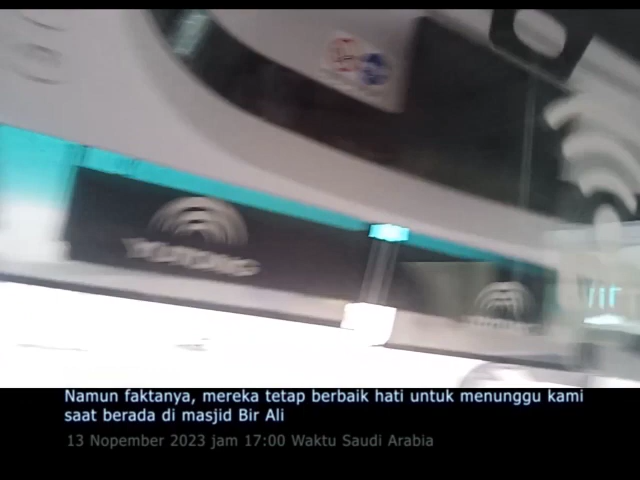 YUTONG
Namun faktanya, mereka tetap berbaik hati untuk menunggu kami
saat berada di masjid Bir Ali
13 Nopember 2023 jam 17:00 Waktu Saudi Arabia